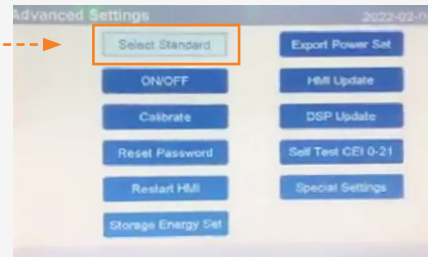 Advanced Settings 2022-02-0
Select Standard Export Power Set
ON/OFF HMI Update
Calibrate DSP Update
Reset Password Self Test CEI 0-21
Restart HMI Special Settings
Storage Energy Set